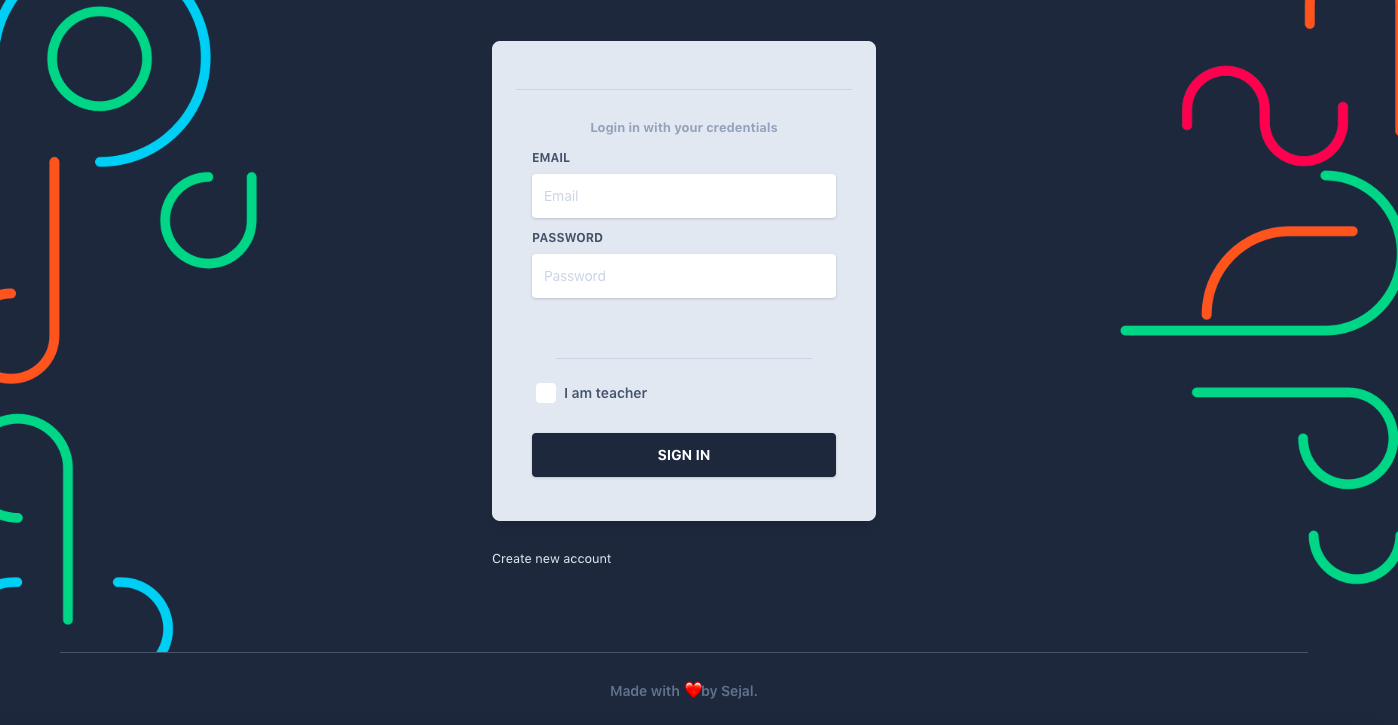 Login in with your credentials
EMAIL
Email
PASSWORD
Password
I am teacher
SIGN IN
Create new account
Made with ❤️by Sejal.